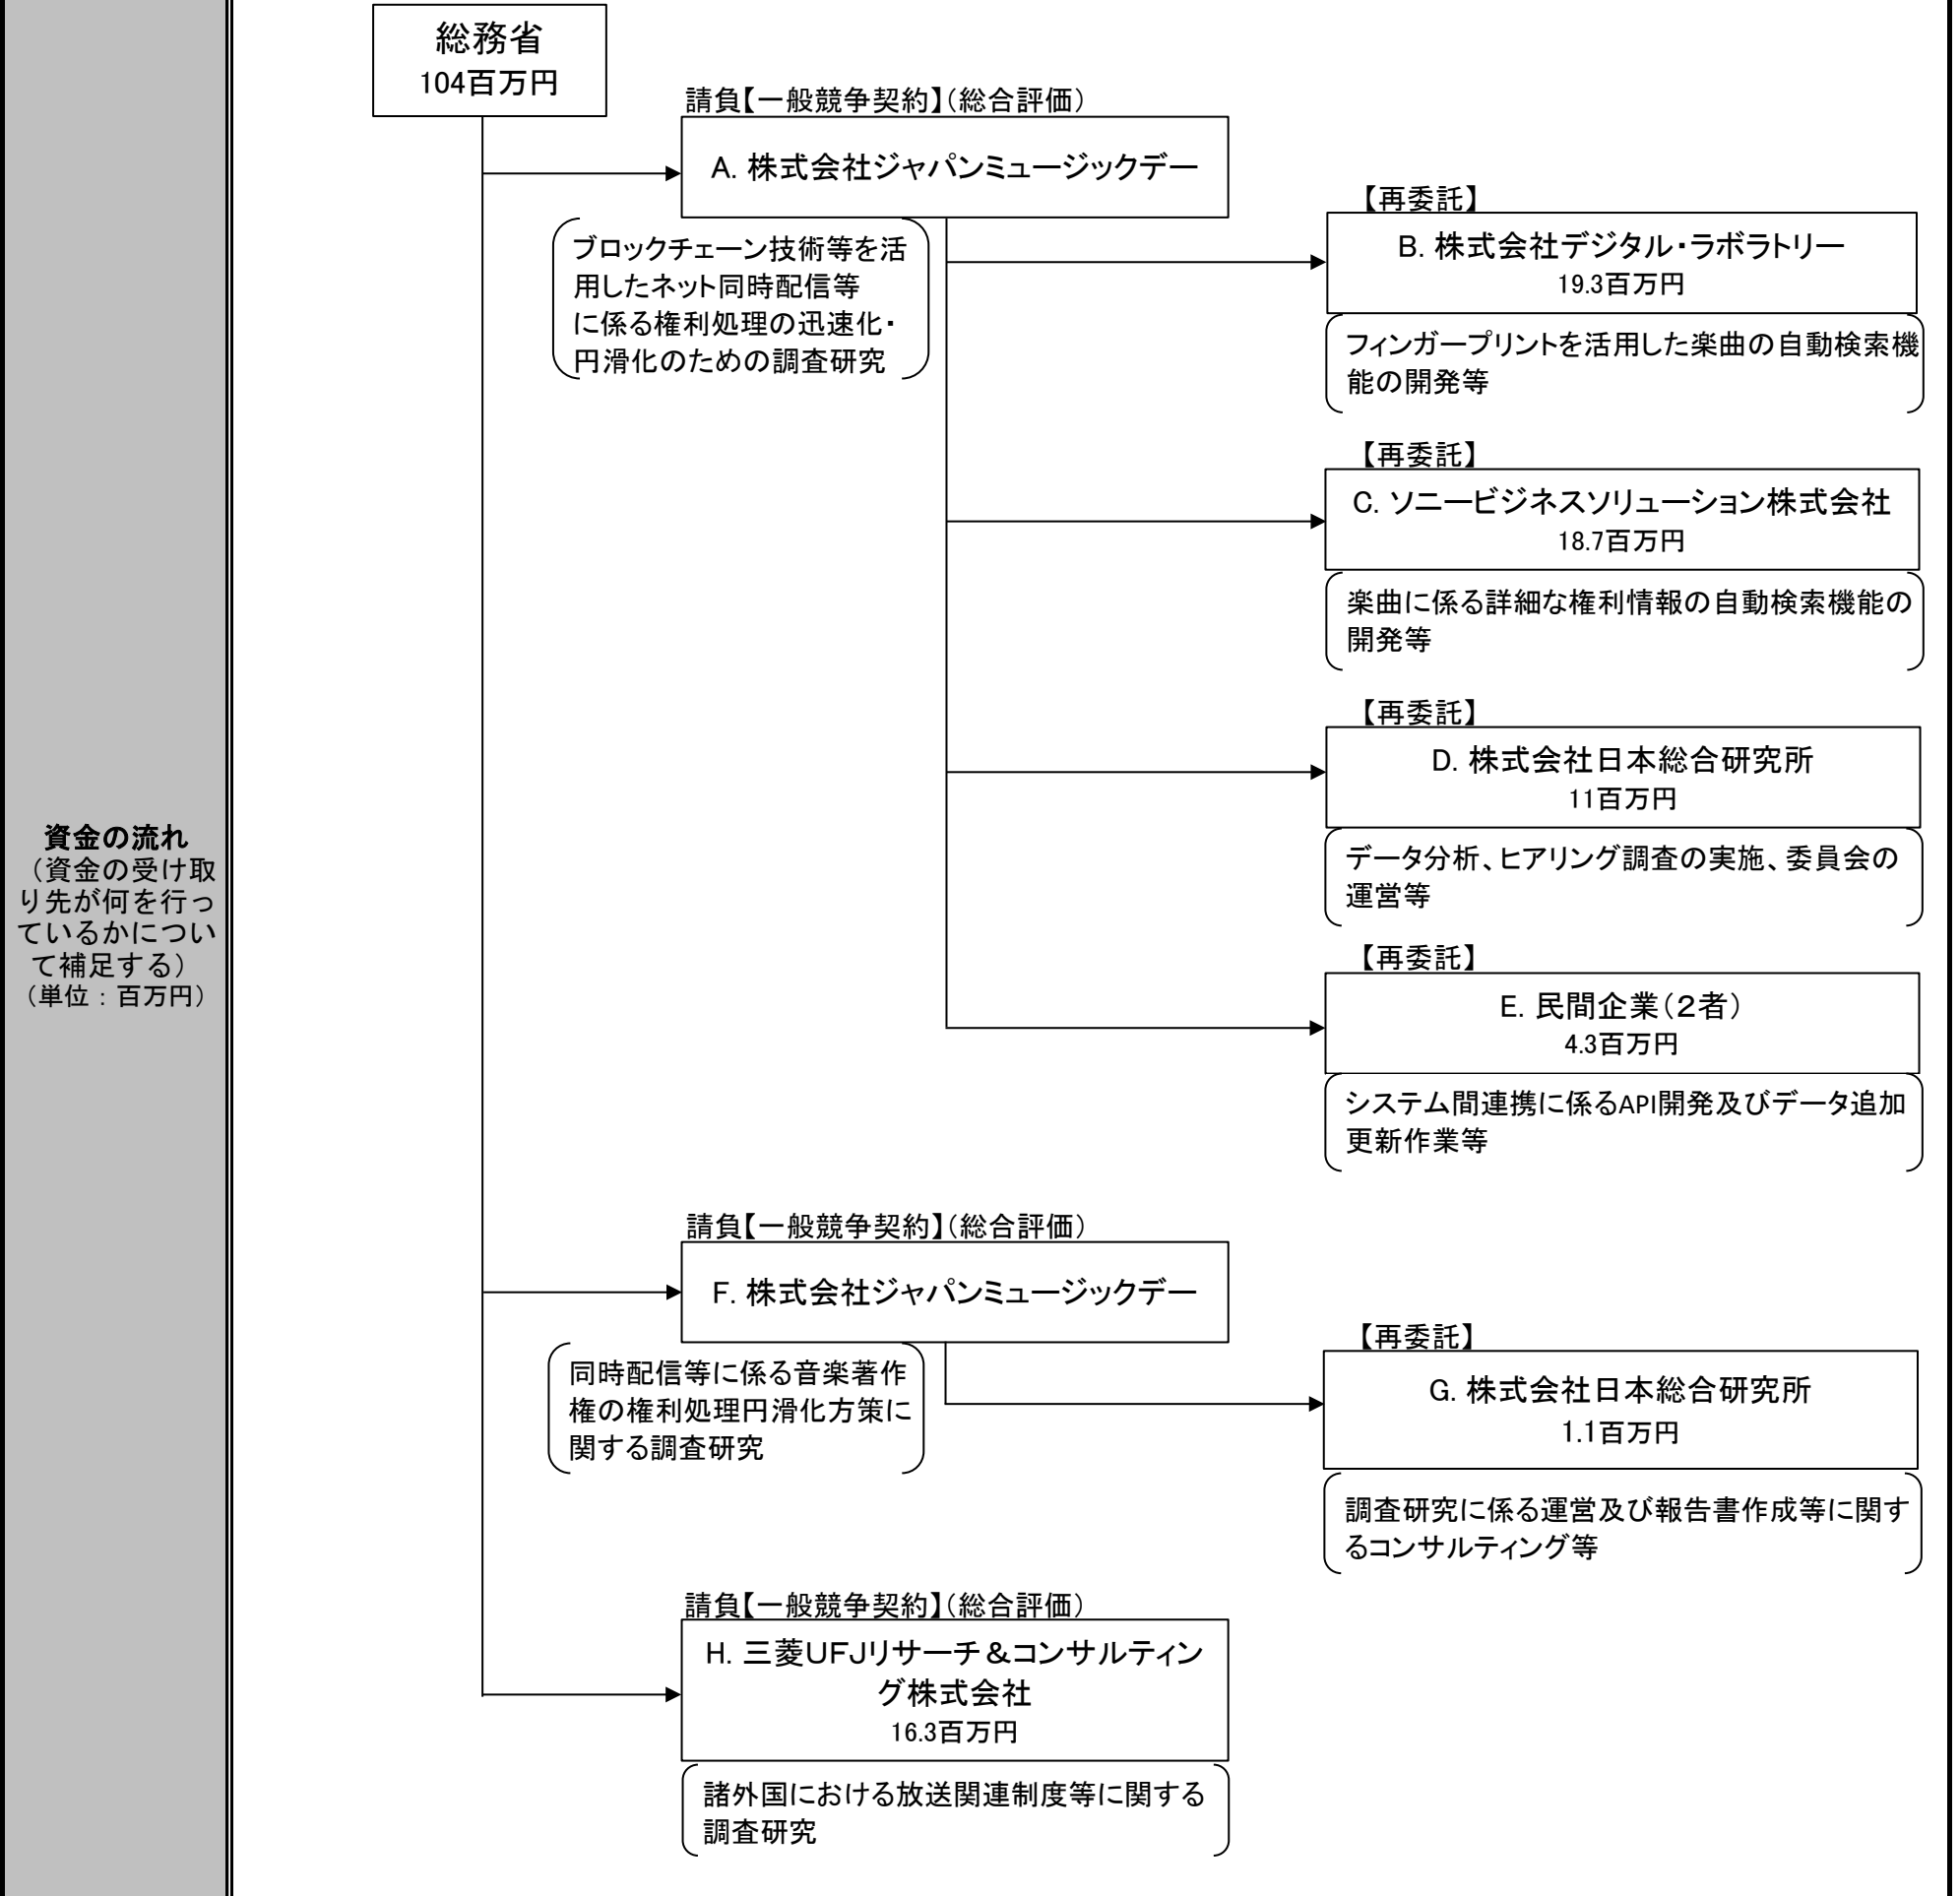 資金の流れ
（資金の受け取
り先が何を行っ
ているかについ
て補足する）
（単位：百万円）
総務省
104百万円
請負【一般競争契約】（総合評価）
A. 株式会社ジャパンミュージックデー
ブロックチェーン技術等を活
用したネット同時配信等
に係る権利処理の迅速化・
円滑化のための調査研究
【再委託】
B. 株式会社デジタル・ラボラトリー
19.3百万円
フィンガープリントを活用した楽曲の自動検索機
能の開発等
【再委託】
C. ソニービジネスソリューション株式会社
18.7百万円
楽曲に係る詳細な権利情報の自動検索機能の
開発等
【再委託】
D. 株式会社日本総合研究所
11百万円
データ分析、ヒアリング調査の実施、委員会の
運営等
【再委託】
E. 民間企業（２者）
4.3百万円
システム間連携に係るAPI開発及びデータ追加
更新作業等
請負【一般競争契約】（総合評価）
F. 株式会社ジャパンミュージックデー
同時配信等に係る音楽著作
権の権利処理円滑化方策に
関する調査研究
【再委託】
G. 株式会社日本総合研究所
1.1百万円
調査研究に係る運営及び報告書作成等に関す
るコンサルティング等
請負【一般競争契約】（総合評価）
H. 三菱ＵＦＪリサーチ＆コンサルティン
グ株式会社
16.3百万円
諸外国における放送関連制度等に関する
調査研究